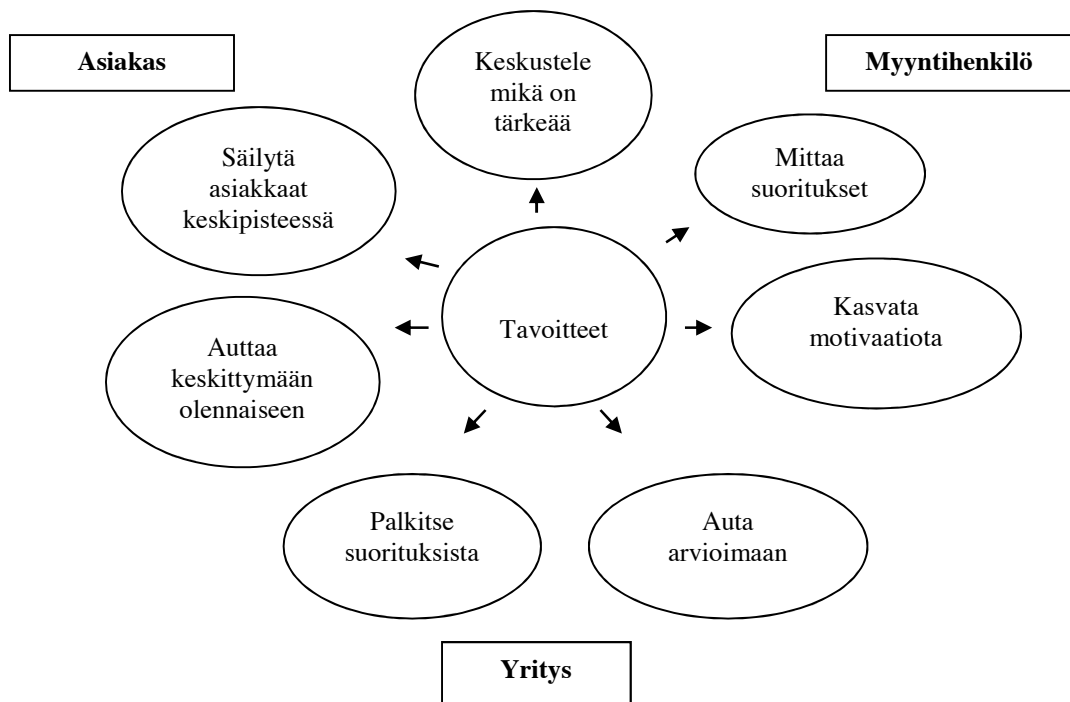 Asiakas
Keskustele
mikä on
tärkeää
Myyntihenkilö
Säilytä
asiakkaat
keskipisteessä
Mittaa
suoritukset
Tavoitteet
Kasvata
motivaatiota
Auttaa
keskittymään
olennaiseen
Palkitse
suorituksista
Auta
arvioimaan
Yritys